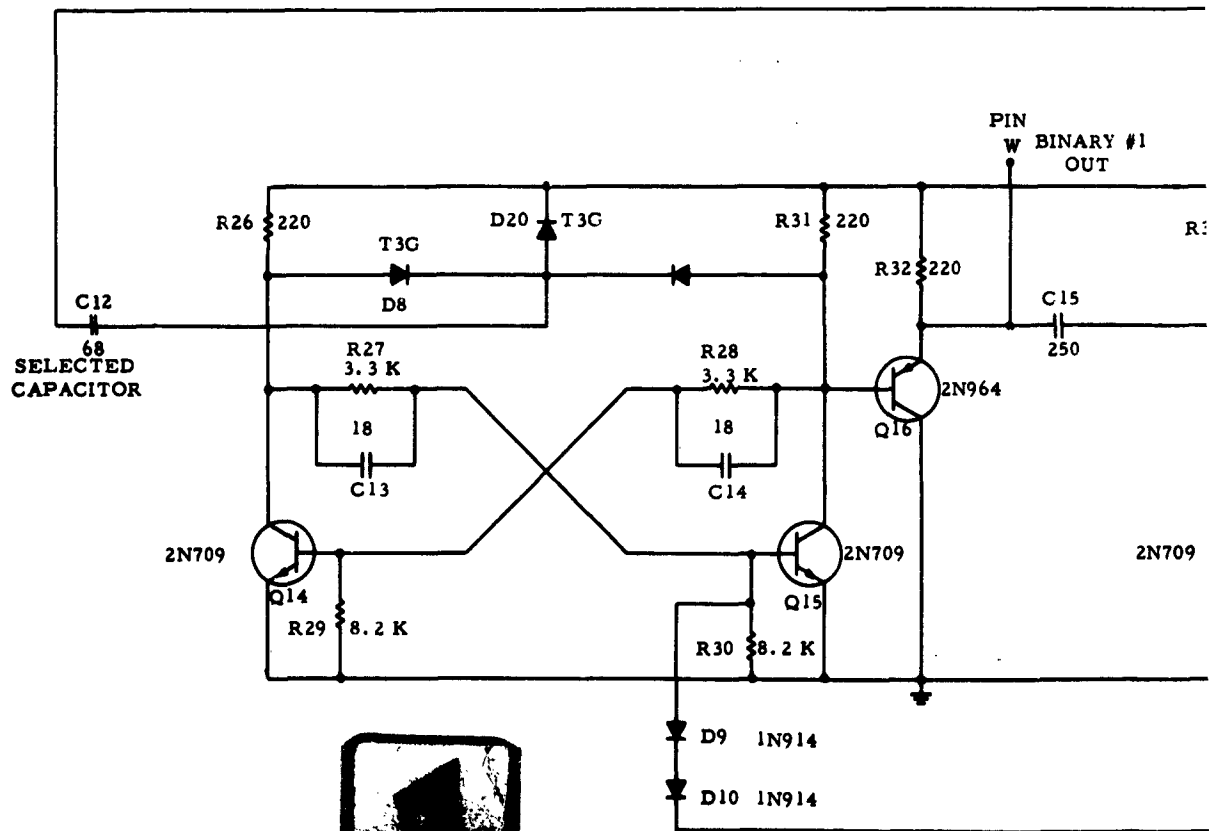 PIN
W BINARY #1
OUT
R26 220
D20 T3G
R31 220
T3G
D8
R32 220
C12
68
SELECTED
CAPACITOR
C15
250
R27
3.3 K
R28
3.3 K
2N964
Q16
18
C13
18
C14
2N709
Q14
2N709
Q15
2N709
R29 8.2 K
R30 8.2 K
D9 1N914
D10 1N914